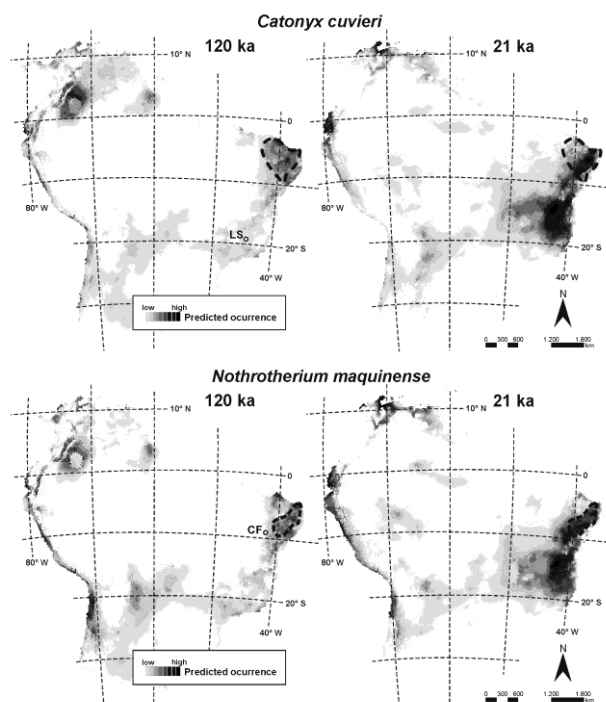 Catonyx cuvieri
120 ka
21 ka
10° N
10° N
0
0
80° W
80° W
LS
20° S
20° S
40° W
40° W
low high
Predicted ocurrence
N
0 300 600 1.200 1.800
km
Nothrotherium maquinense
120 ka
21 ka
10° N
10° N
0
0
CF
80° W
80° W
20° S
20° S
40° W
40° W
low high
Predicted ocurrence
N
0 300 600 1.200 1.800
km